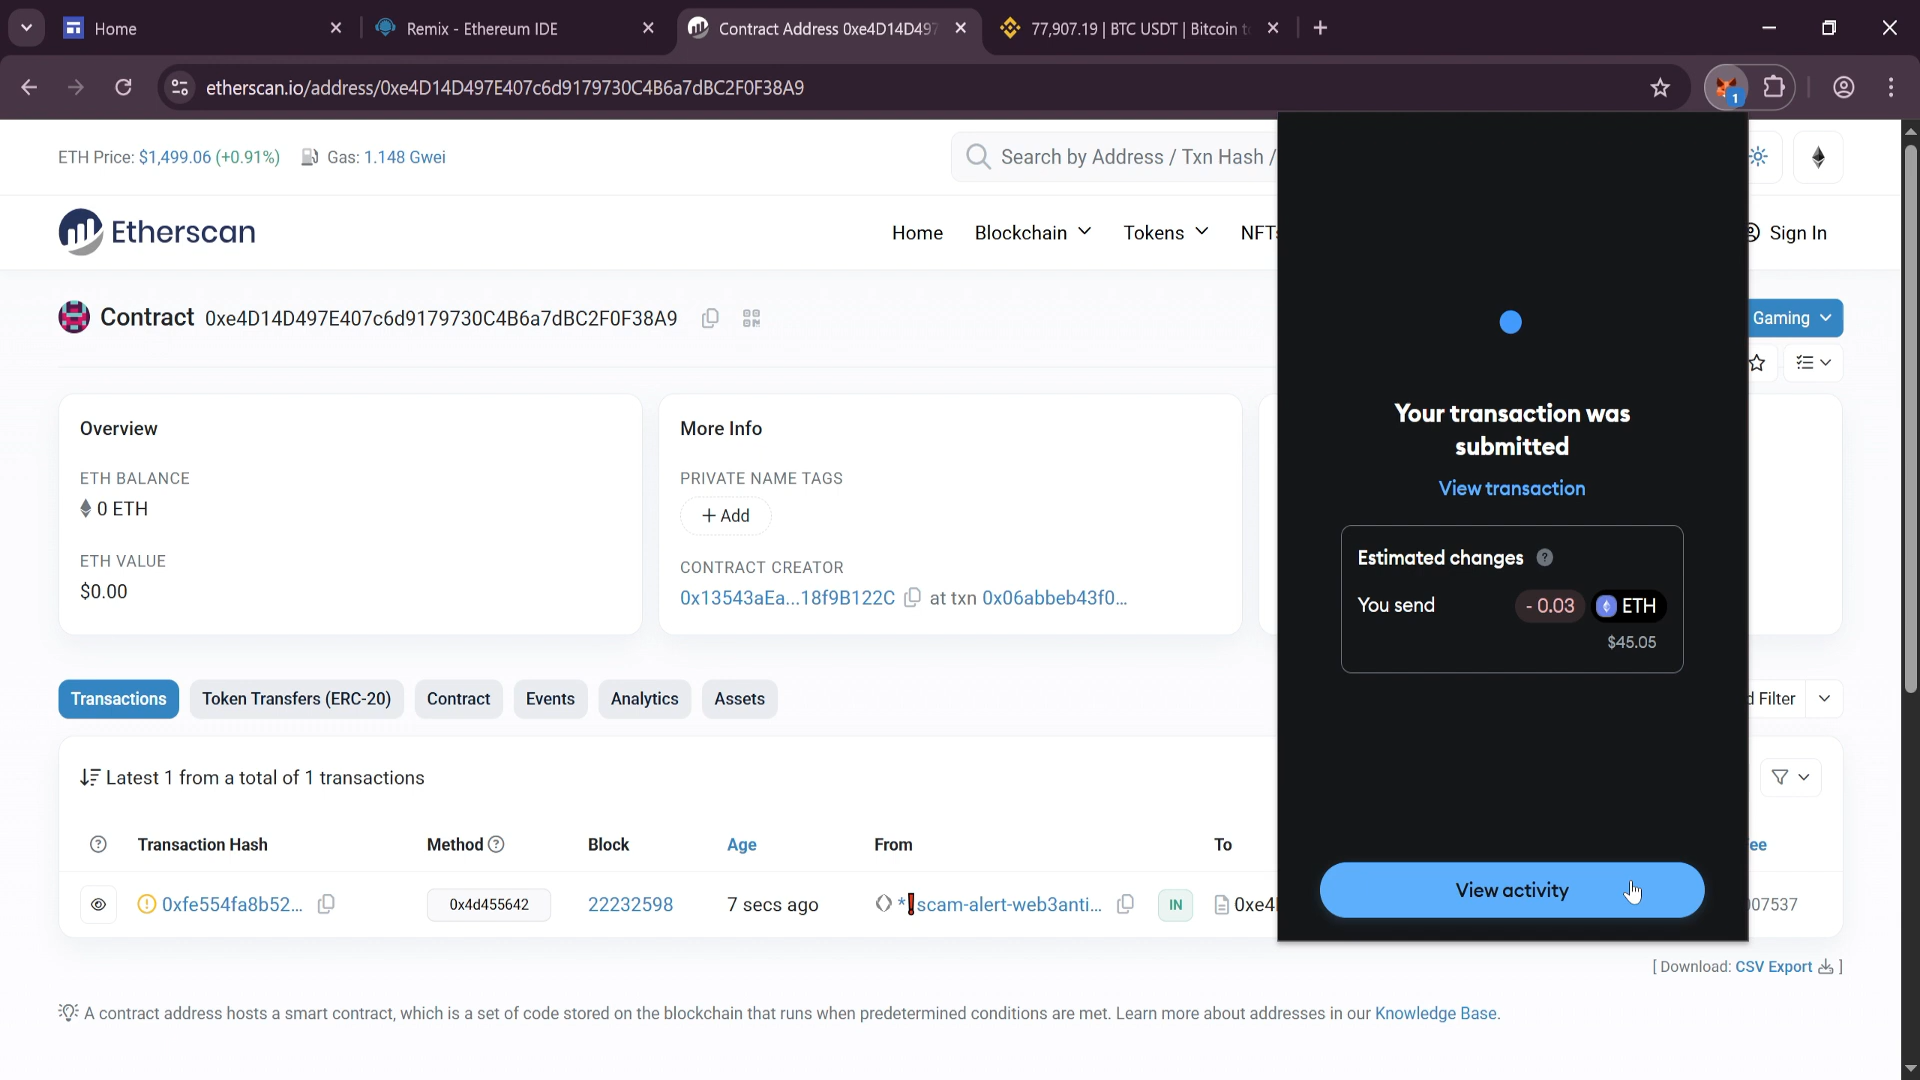 Home
Remix - Ethereum IDE
Contract Address 0xe4D14D497
77,907.19 | BTC USDT | Bitcoin t
etherscan.io/address/0xe4D14D497E407c6d9179730C4B6a7dBC2F0F38A9
1
ETH Price: $1,499.06 (+0.91%) Gas: 1.148 Gwei
Search by Address / Txn Hash /
Etherscan
Home Blockchain Tokens NFTs Sign In
Contract 0xe4D14D497E407c6d9179730C4B6a7dBC2F0F38A9
Gaming
Overview
ETH BALANCE
0 ETH
ETH VALUE
$0.00
More Info
PRIVATE NAME TAGS
+ Add
CONTRACT CREATOR
0x13543aEa...18f9B122C at txn 0x06abbeb43f0...
Your transaction was
submitted
View transaction
Estimated changes ?
You send - 0.03 ETH
$45.05
View activity
Transactions Token Transfers (ERC-20) Contract Events Analytics Assets
d Filter
Latest 1 from a total of 1 transactions
? Transaction Hash Method ? Block Age From To ee
0xfe554fa8b52... 0x4d455642 22232598 7 secs ago *❗scam-alert-web3anti... IN 0xe4 07537
[ Download: CSV Export ]
A contract address hosts a smart contract, which is a set of code stored on the blockchain that runs when predetermined conditions are met. Learn more about addresses in our Knowledge Base.